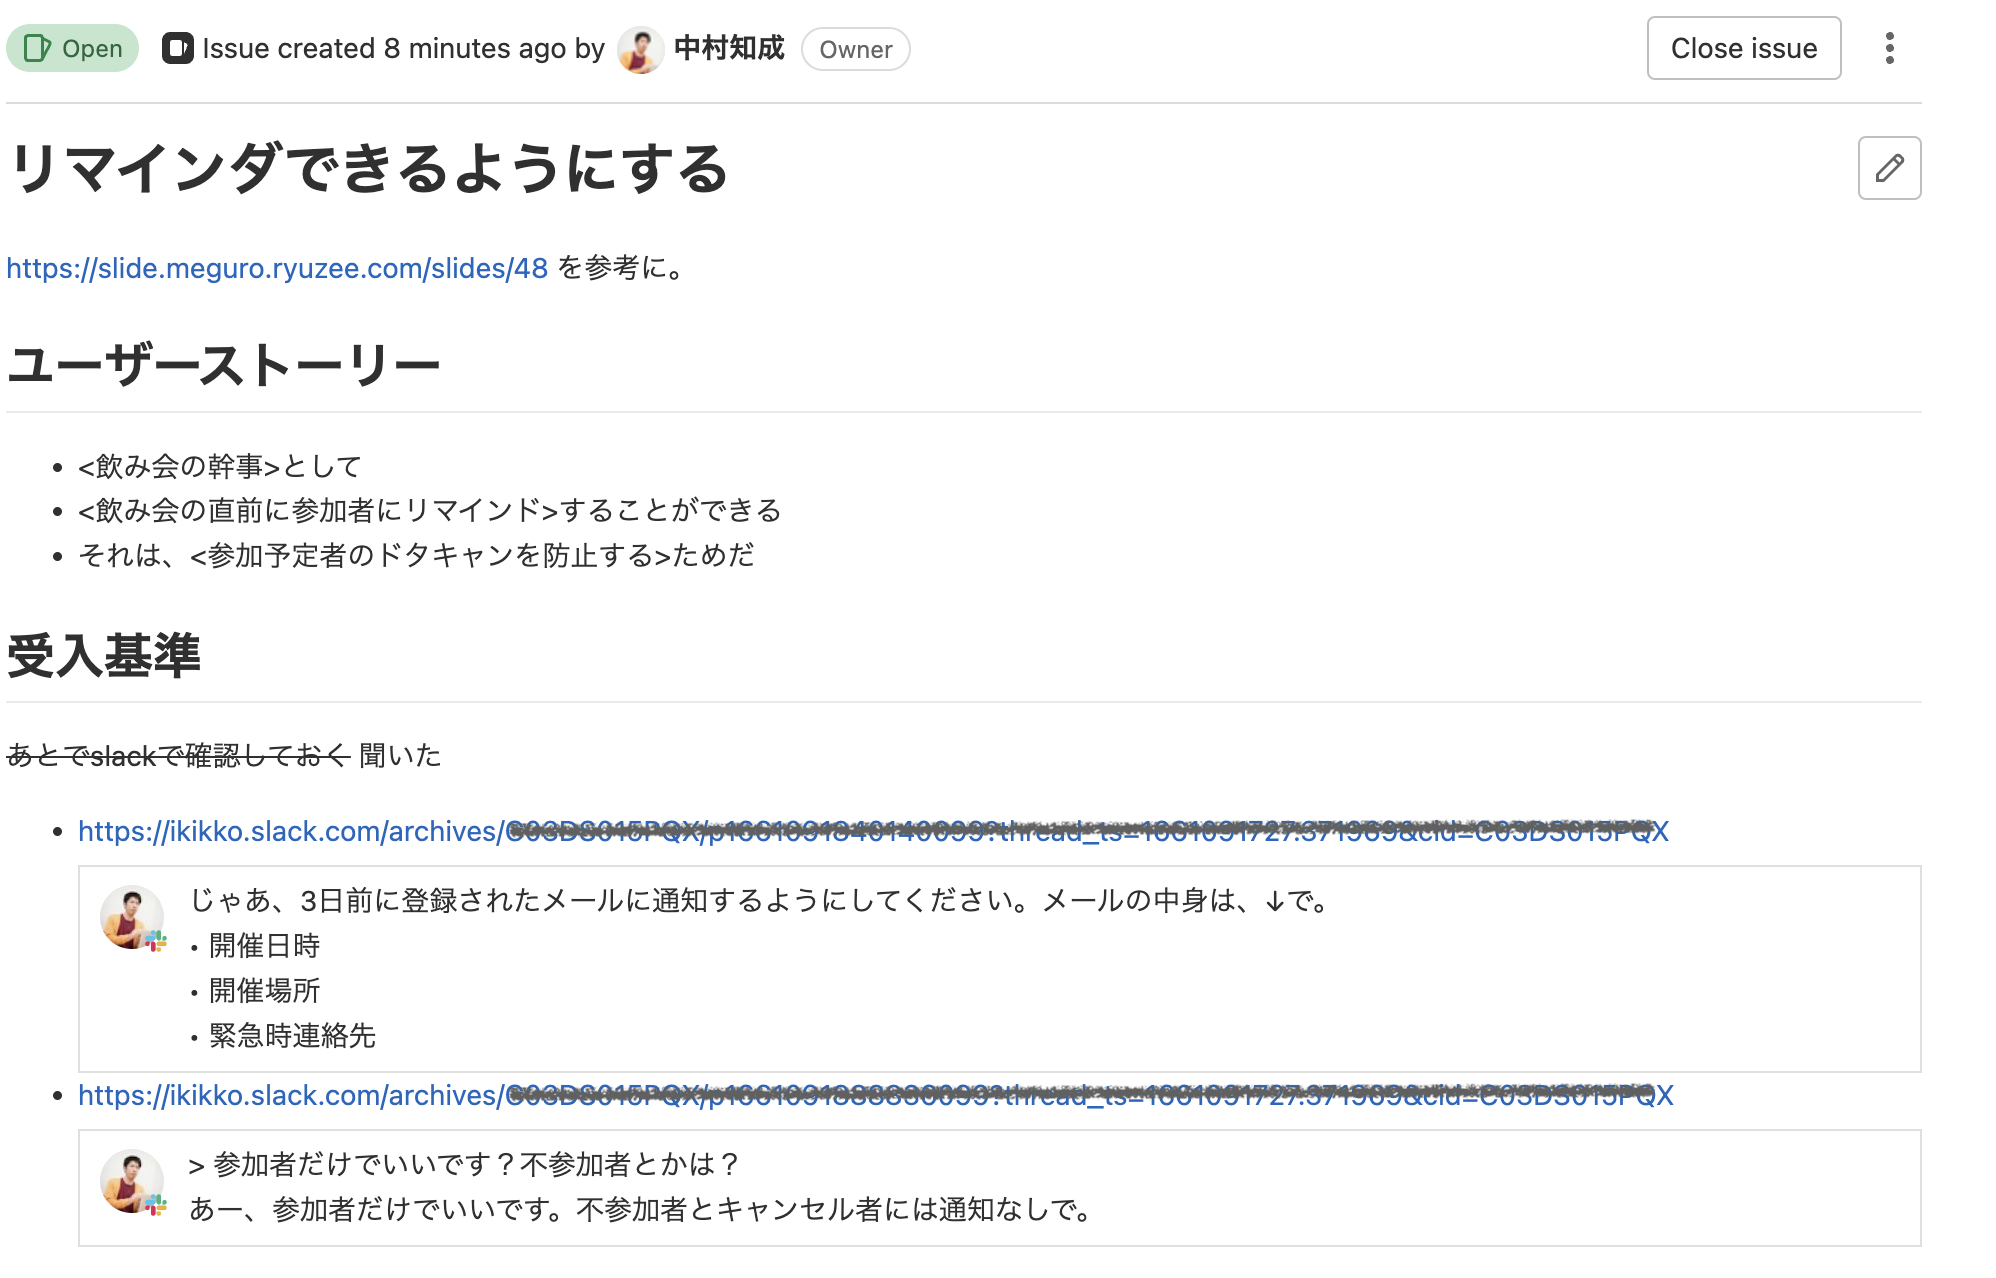 Open Issue created 8 minutes ago by 中村知成 Owner Close issue
リマインダできるようにする
https://slide.meguro.ryuzee.com/slides/48 を参考に。
ユーザーストーリー
• <飲み会の幹事>として
• <飲み会の直前に参加者にリマインド>することができる
• それは、<参加予定者のドタキャンを防止する>ためだ
受入基準
あとでslackで確認しておく 聞いた
• https://ikikko.slack.com/archives/
じゃあ、3日前に登録されたメールに通知するようにしてください。メールの中身は、↓で。
• 開催日時
• 開催場所
• 緊急時連絡先
• https://ikikko.slack.com/archives/
> 参加者だけでいいです？不参加者とかは？
あー、参加者だけでいいです。不参加者とキャンセル者には通知なしで。